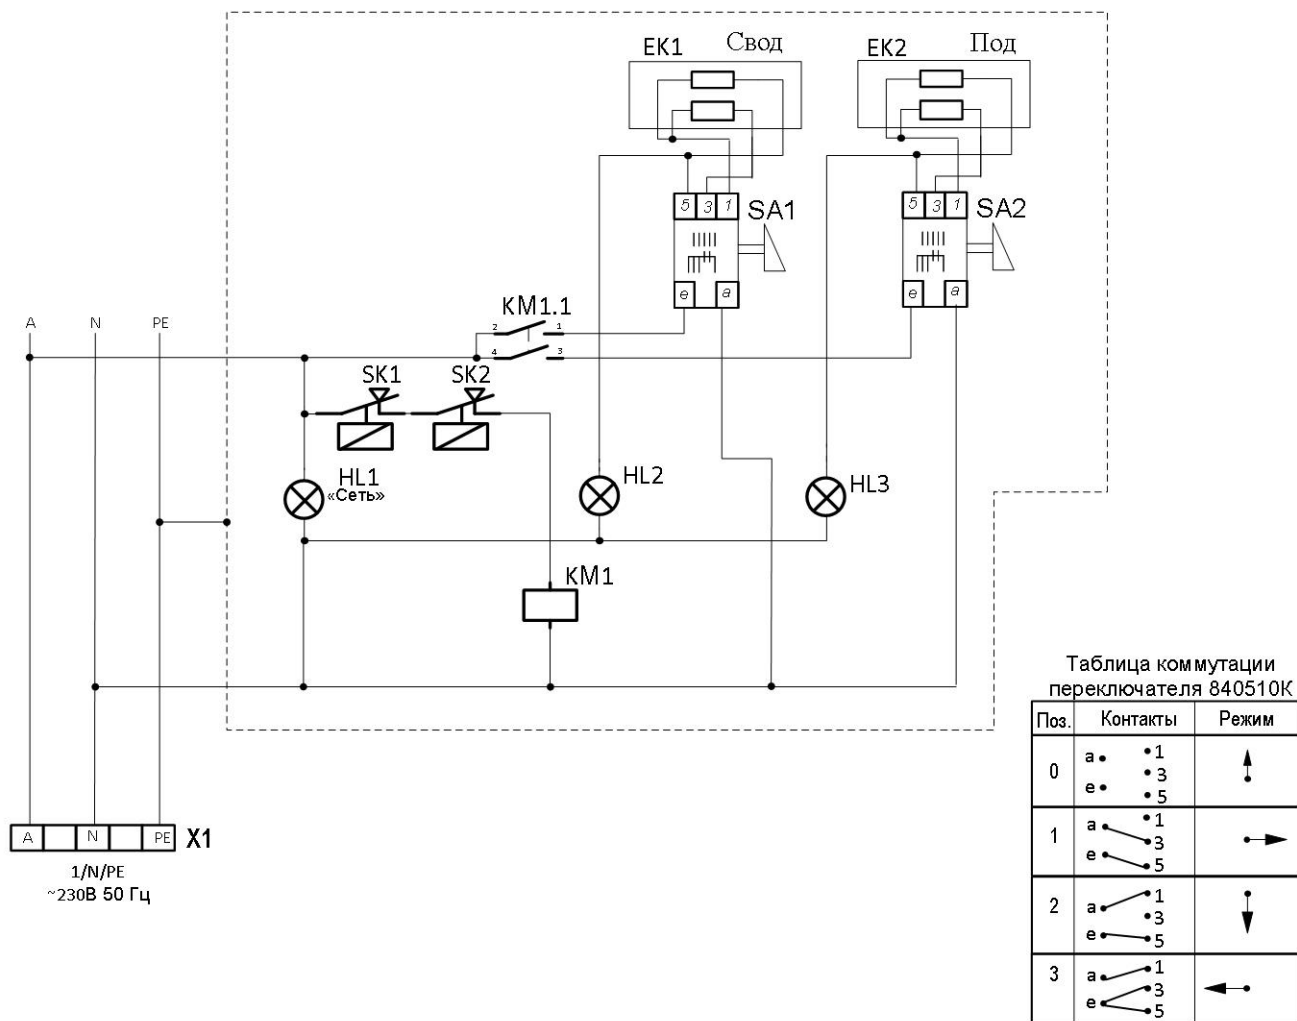 EK1 Свод
EK2 Под
5 3 1
SA1
e a
5 3 1
SA2
e a
KM1.1
2 1
4 3
A N PE
SK1 SK2
HL1
«Сеть»
HL2
HL3
KM1
A N PE X1
1/N/PE
~230В 50 Гц
Таблица коммутации
переключателя 840510К
Поз. Контакты Режим
0 a e 1 3 5
1 a e 1 3 5
2 a e 1 3 5
3 a e 1 3 5